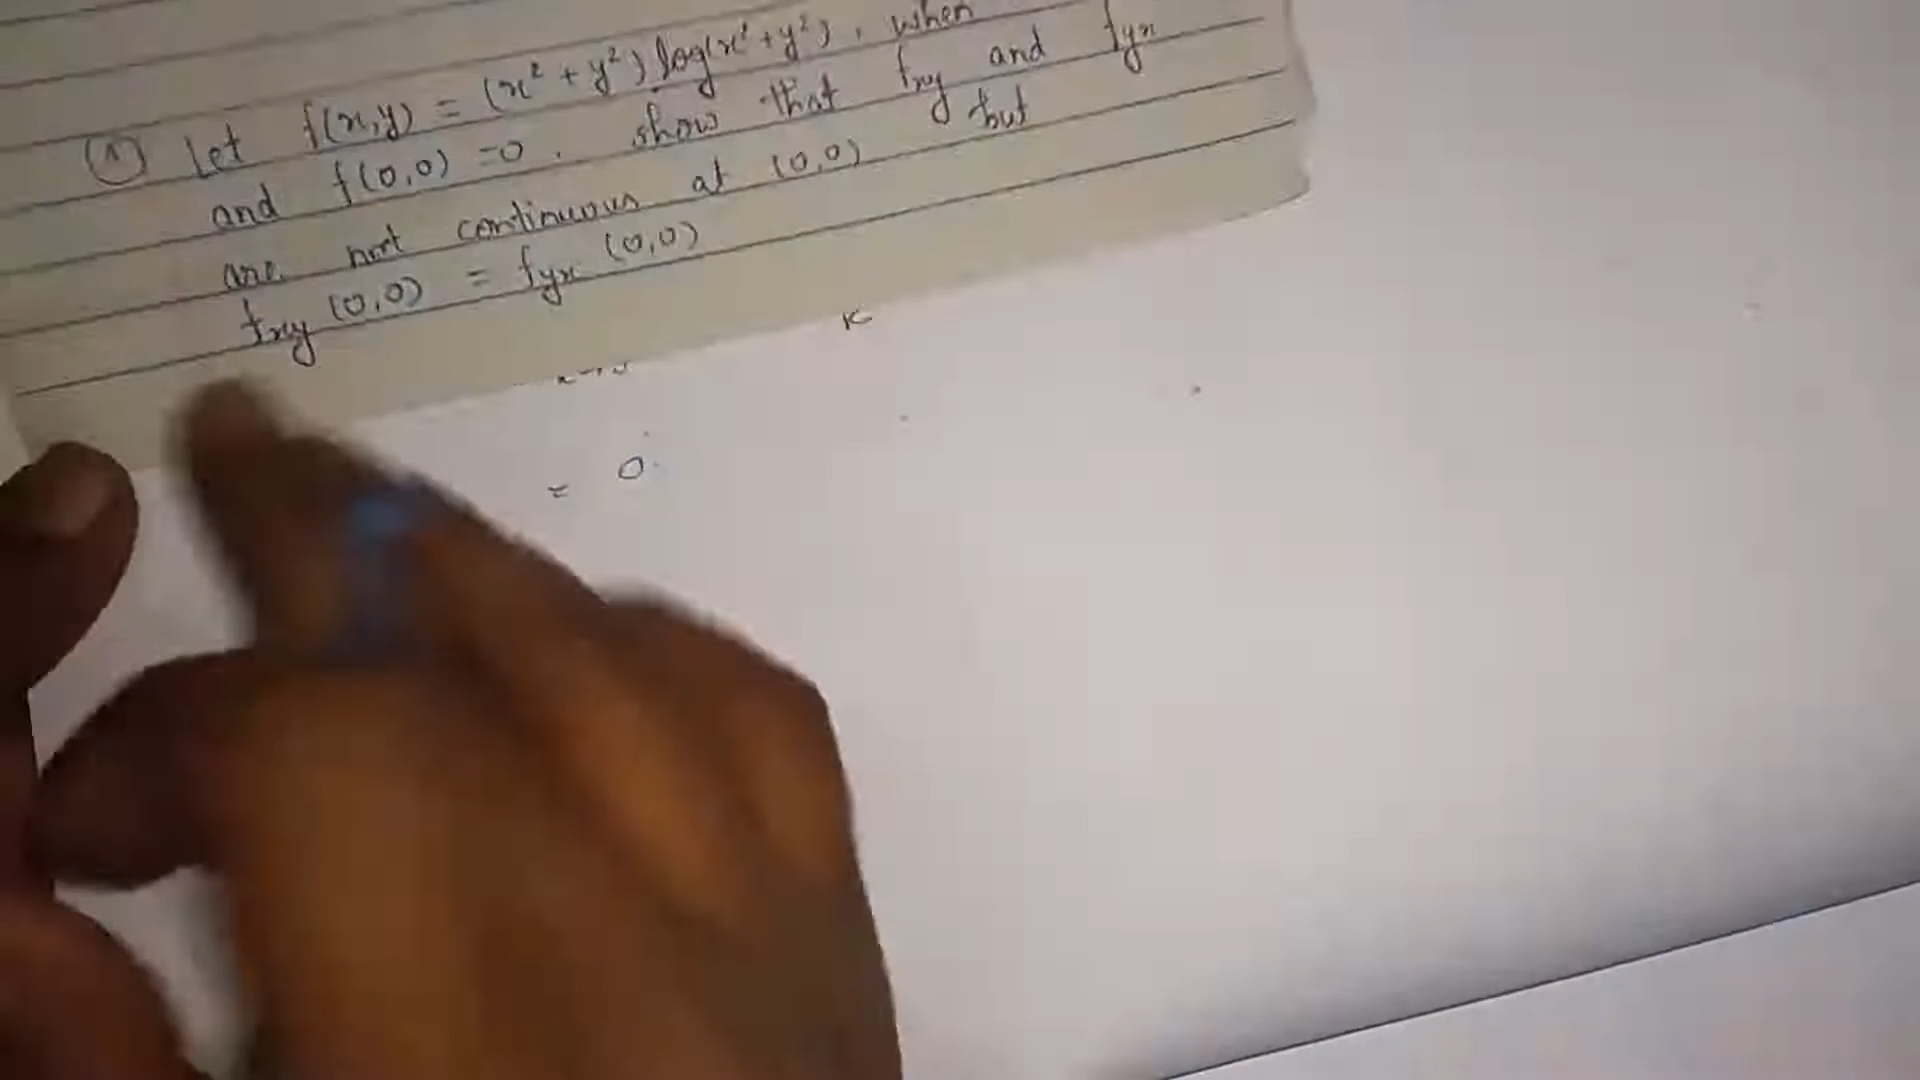 ① Let f(x,y) = (x² + y²) log(x² + y²), when
and f(0,0) = 0. show that fxy and fyx
are not continuous at (0,0) but
fxy (0,0) = fyx (0,0)
K
= 0.